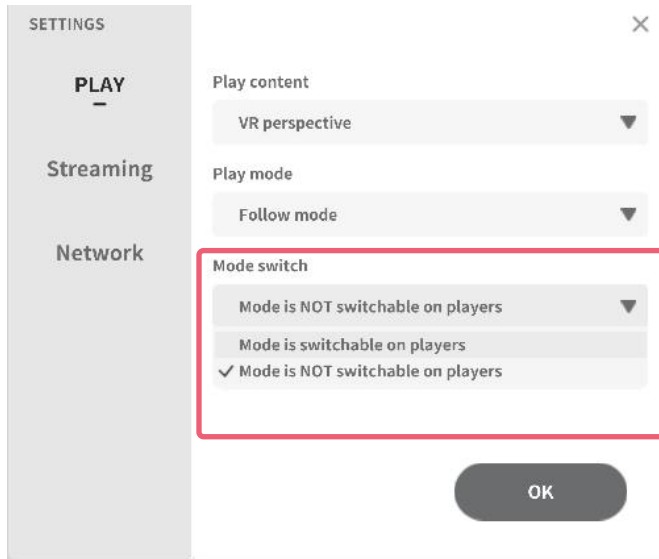 SETTINGS
PLAY
Streaming
Network
Play content
VR perspective
Play mode
Follow mode
Mode switch
Mode is NOT switchable on players
Mode is switchable on players
Mode is NOT switchable on players
OK